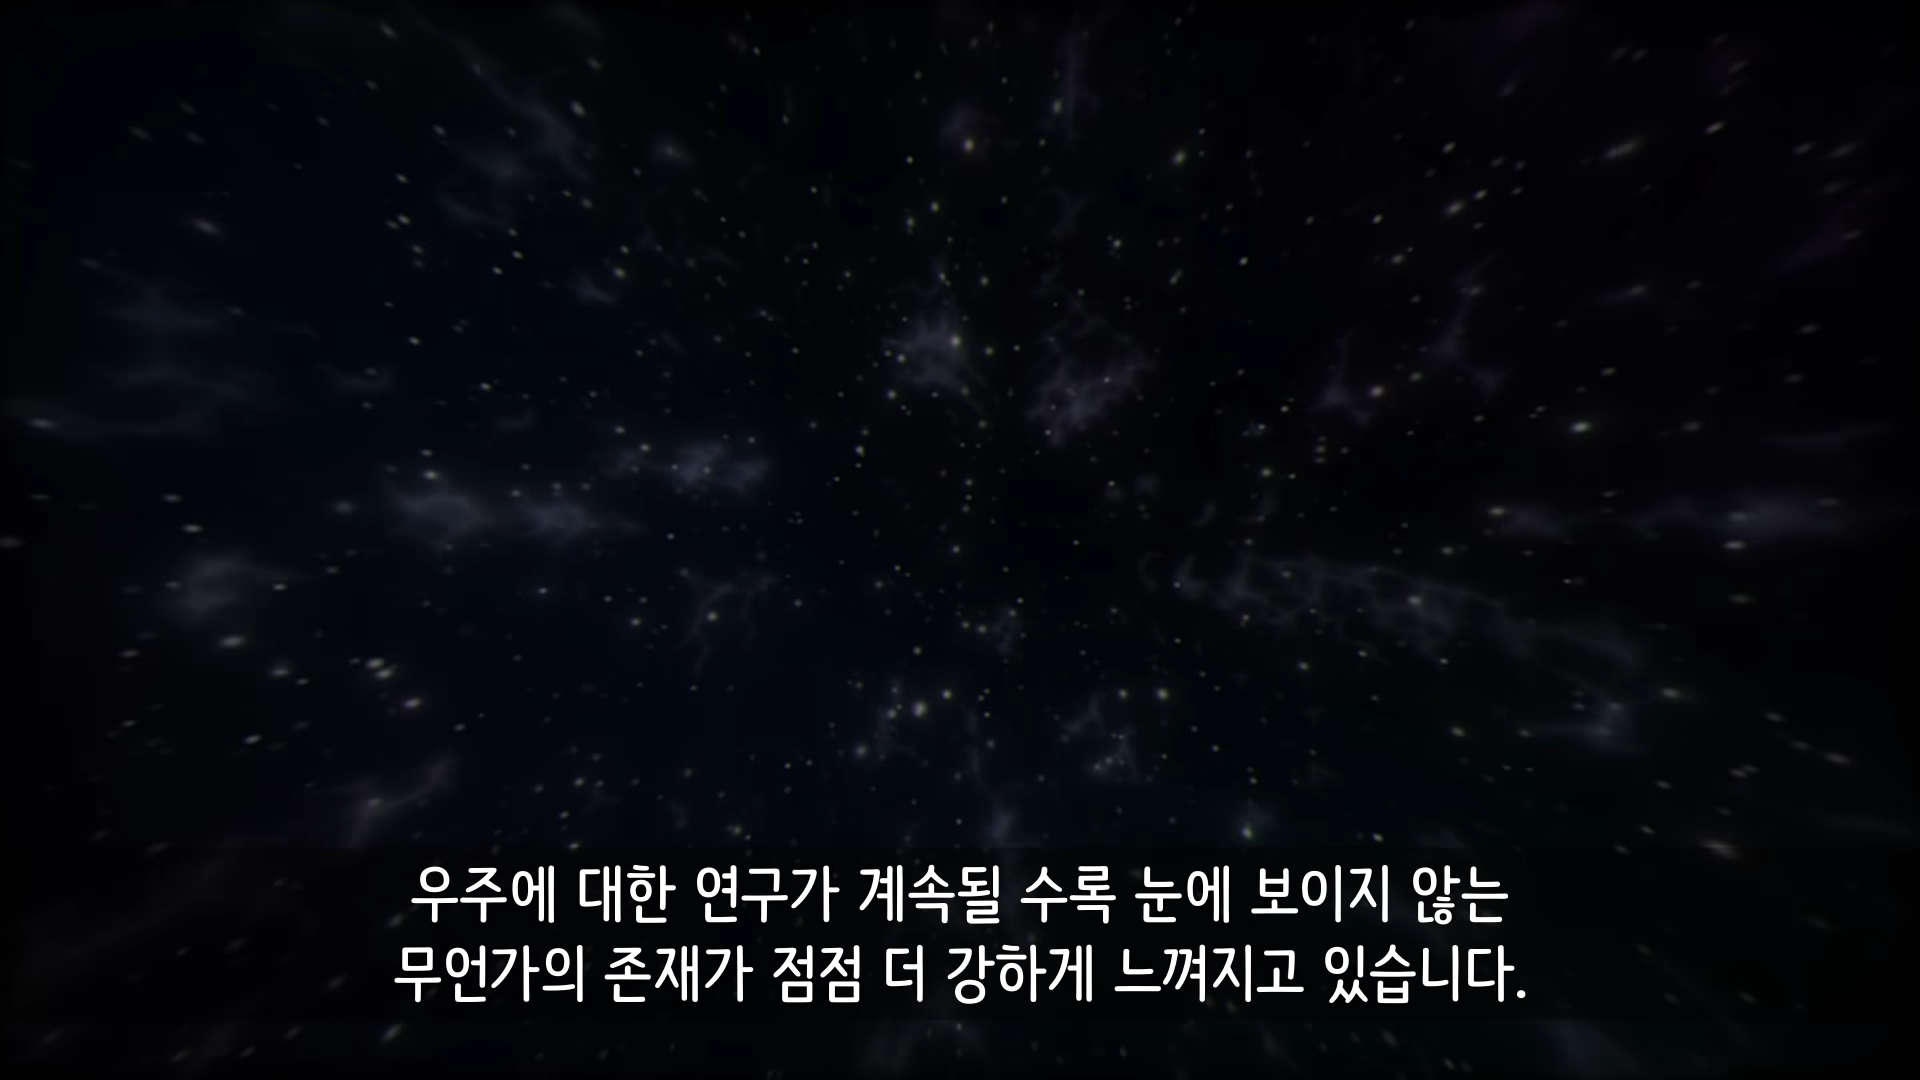 우주에 대한 연구가 계속될 수록 눈에 보이지 않는
무언가의 존재가 점점 더 강하게 느껴지고 있습니다.